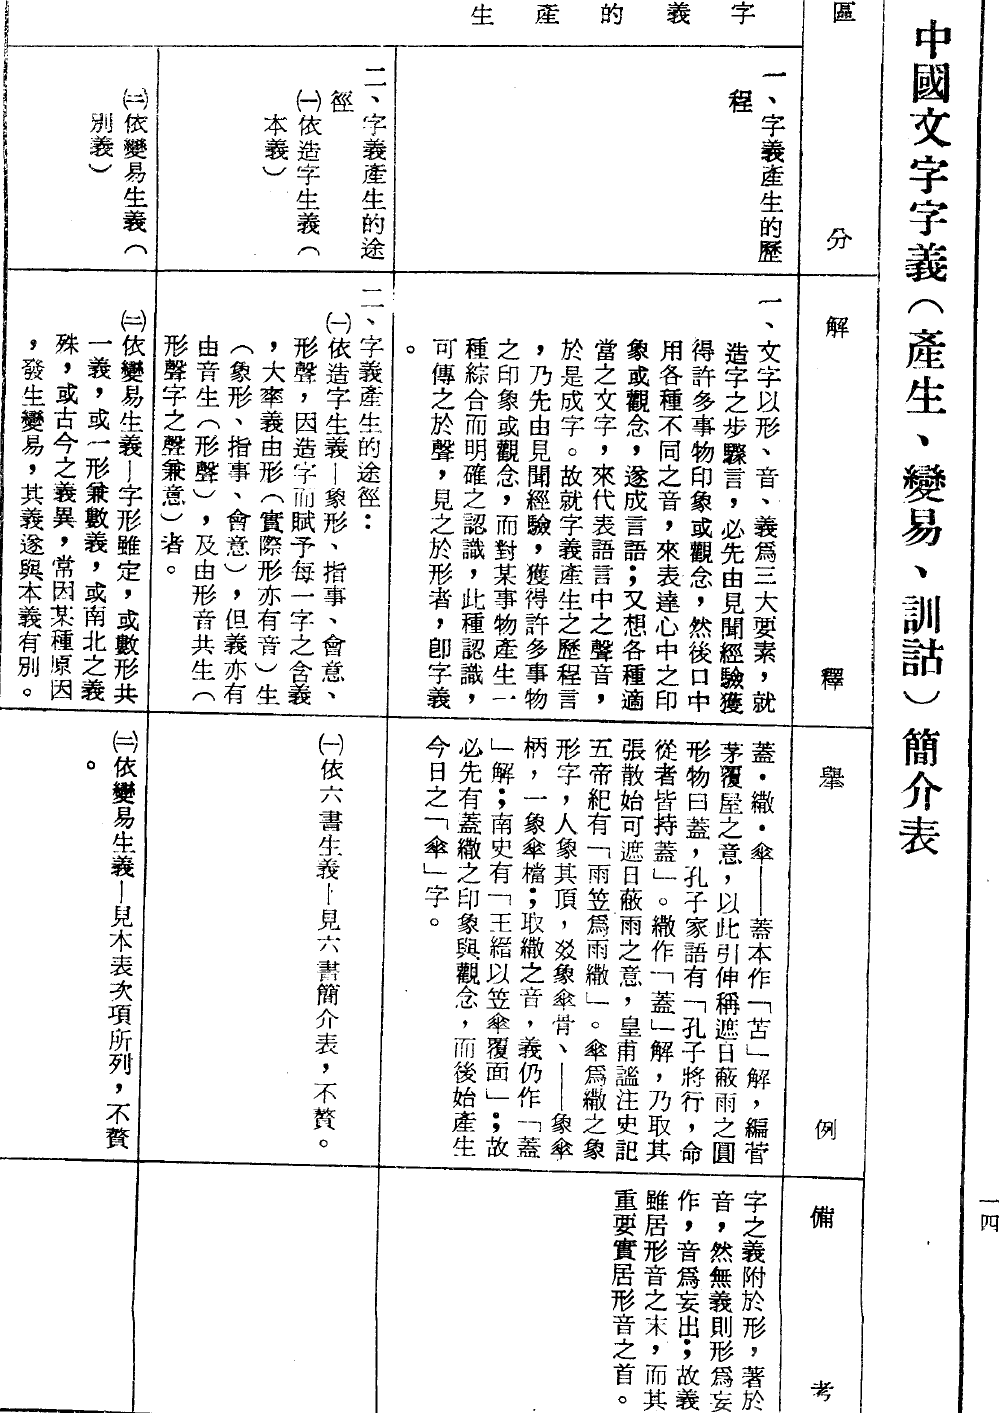 中國文字字義(產生、變易、訓詁)簡介表
一四
區分
解釋
舉例
備考
字義的產生
一、字義產生的歷
程
一、文字以形、音、義為三大要素,就
造字之步驟言,必先由見聞經驗獲
得許多事物印象或觀念,然後口中
用各種不同之音,來表達心中之印
象或觀念,遂成言語;又想各種適
當之文字,來代表語言中之聲音,
於是成字。故就字義產生之歷程言
,乃先由見聞經驗,獲得許多事物
之印象或觀念,而對某事物產生一
種綜合而明確之認識,此種認識,
可傳之於聲,見之於形者,卽字義
。
蓋・繖・傘——蓋本作「苫」解,編菅
茅覆屋之意,以此引伸稱遮日蔽雨之圓
形物曰蓋,孔子家語有「孔子將行,命
從者皆持蓋」。繖作「蓋」解,乃取其
張散始可遮日蔽雨之意,皇甫謐注史記
五帝紀有「雨笠為雨繖」。傘為繖之象
形字,人象其頂,㸚象傘骨、——象傘
柄,一象傘檔;取繖之音,義仍作「蓋
」解;南史有「王縉以笠傘覆面」;故
必先有蓋繖之印象與觀念,而後始產生
今日之「傘」字。
字之義附於形,著於
音,然無義則形為妄
作,音為妄出;故義
雖居形音之末,而其
重要實居形音之首。
二、字義產生的途
徑
㈠依造字生義(
本義)
二、字義產生的途徑:
㈠依造字生義—象形、指事、會意、
形聲,因造字而賦予每一字之含義
,大率義由形(實際形亦有音)生
(象形、指事、會意),但義亦有
由音生(形聲),及由形音共生(
形聲字之聲兼意)者。
㈠依六書生義—見六書簡介表,不贅。
㈡依變易生義(
別義)
㈡依變易生義—字形雖定,或數形共
一義,或一形兼數義,或南北之義
殊,或古今之義異,常因某種原因
,發生變易,其義遂與本義有別。
㈡依變易生義—見本表次項所列,不贅
。